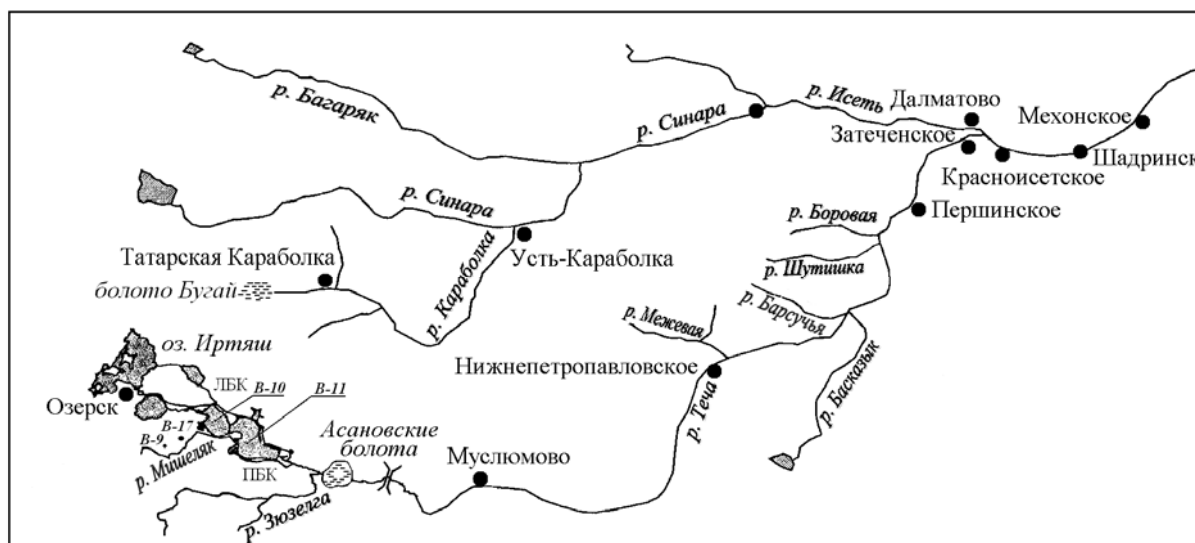 р. Багаряк
р. Синара
р. Исеть
Далматово
Мехонское
Затеченское
Шадринск
Красноисетское
р. Синара
р. Боровая
Першинское
Татарская Караболка
Усть-Караболка
р. Шутишка
болото Бугай
р. Караболка
р. Барсучья
р. Межевая
оз. Иртяш
Нижнепетропавловское
р. Басказык
ЛБК
В-10
В-11
Озерск
р. Теча
В-17
В-9
Асановские
болота
р. Мишеляк
ПБК
Муслюмово
р. Зюзелга